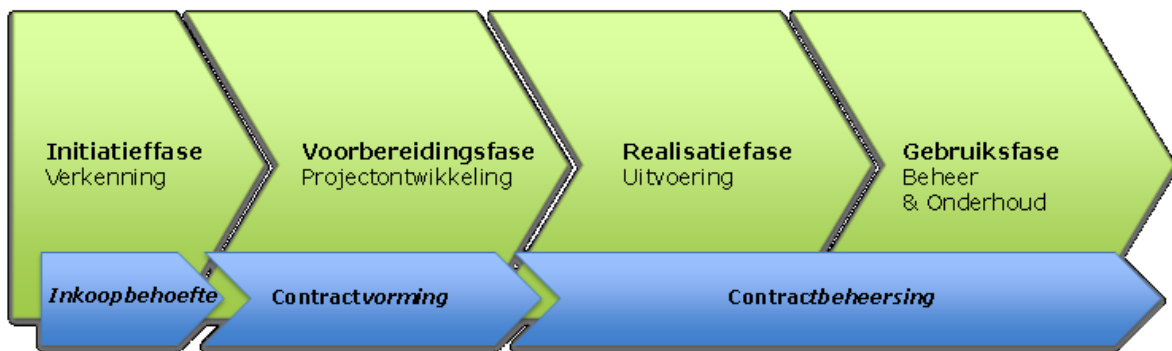 Initiatieffase
Verkenning
Voorbereidingsfase
Projectontwikkeling
Realisatiefase
Uitvoering
Gebruiksfase
Beheer
& Onderhoud
Inkoopbehoefte
Contractvorming
Contractbeheersing